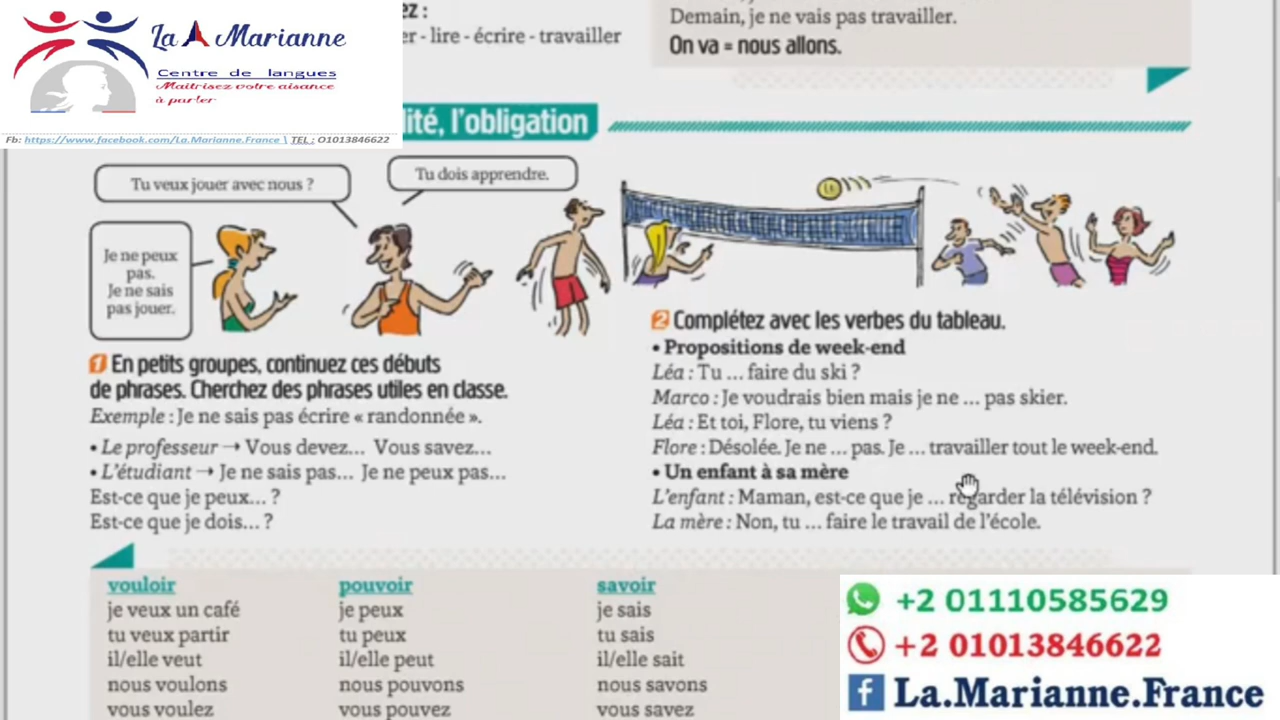 La Marianne
Centre de langues
Maitrisez votre aisance
à parler
Fb: https://www.facebook.com/La.Marianne.France \ TEL : O1013846622
ez :
er - lire - écrire - travailler
Demain, je ne vais pas travailler.
On va = nous allons.
lité, l'obligation
Tu veux jouer avec nous ?
Tu dois apprendre.
Je ne peux
pas.
Je ne sais
pas jouer.
1 En petits groupes, continuez ces débuts
de phrases. Cherchez des phrases utiles en classe.
Exemple : Je ne sais pas écrire « randonnée ».
• Le professeur → Vous devez... Vous savez...
• L'étudiant → Je ne sais pas... Je ne peux pas...
Est-ce que je peux... ?
Est-ce que je dois... ?
2 Complétez avec les verbes du tableau.
• Propositions de week-end
Léa : Tu ... faire du ski ?
Marco : Je voudrais bien mais je ne ... pas skier.
Léa : Et toi, Flore, tu viens ?
Flore : Désolée. Je ne ... pas. Je ... travailler tout le week-end.
• Un enfant à sa mère
L'enfant : Maman, est-ce que je ... regarder la télévision ?
La mère : Non, tu ... faire le travail de l'école.
vouloir
je veux un café
tu veux partir
il/elle veut
nous voulons
vous voulez
pouvoir
je peux
tu peux
il/elle peut
nous pouvons
vous pouvez
savoir
je sais
tu sais
il/elle sait
nous savons
vous savez
+2 01110585629
+2 01013846622
La.Marianne.France